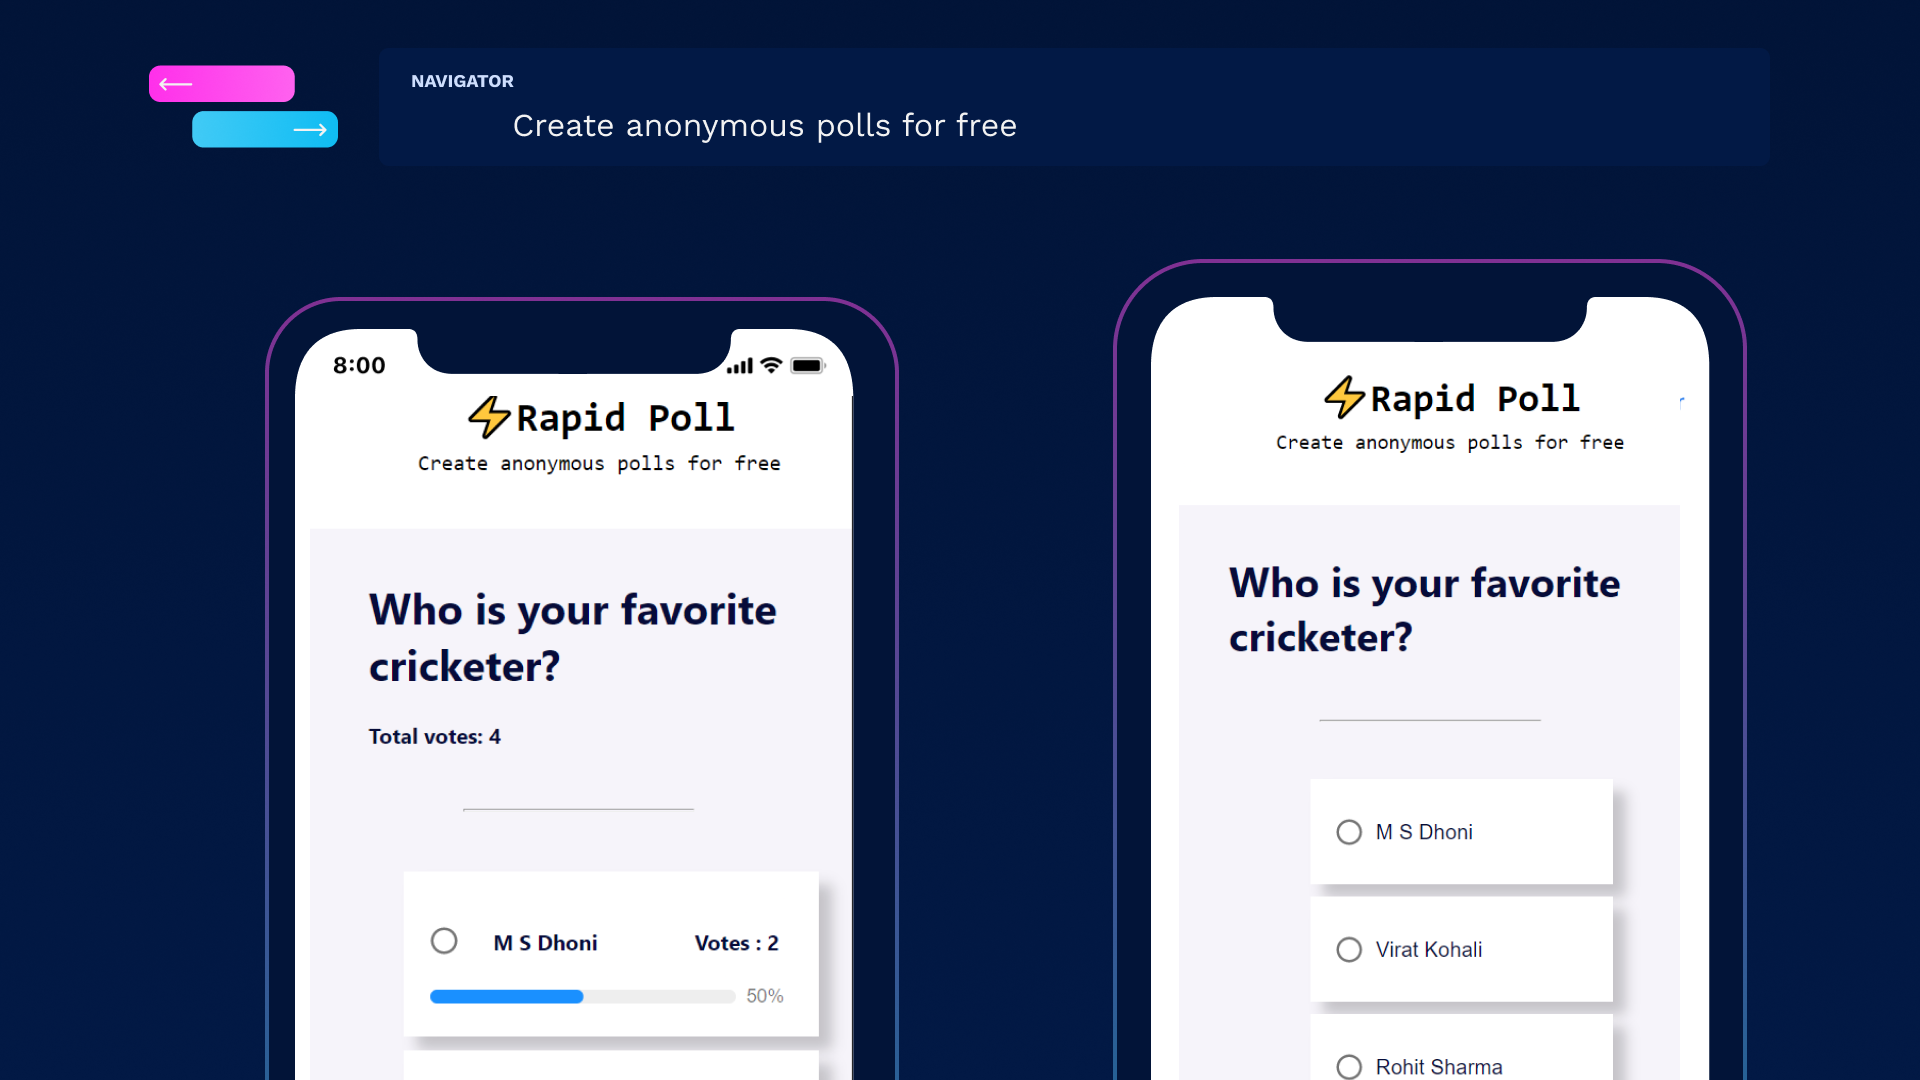 NAVIGATOR
Create anonymous polls for free
8:00
Rapid Poll
Create anonymous polls for free
Who is your favorite
cricketer?
Total votes: 4
M S Dhoni
Votes : 2
50%
Rapid Poll
Create anonymous polls for free
Who is your favorite
cricketer?
M S Dhoni
Virat Kohali
Rohit Sharma